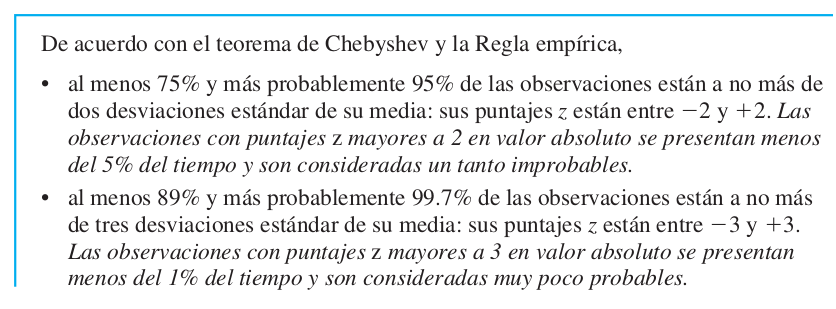 De acuerdo con el teorema de Chebyshev y la Regla empírica,
• al menos 75% y más probablemente 95% de las observaciones están a no más de
dos desviaciones estándar de su media: sus puntajes z están entre −2 y +2. Las
observaciones con puntajes z mayores a 2 en valor absoluto se presentan menos
del 5% del tiempo y son consideradas un tanto improbables.
• al menos 89% y más probablemente 99.7% de las observaciones están a no más
de tres desviaciones estándar de su media: sus puntajes z están entre −3 y +3.
Las observaciones con puntajes z mayores a 3 en valor absoluto se presentan
menos del 1% del tiempo y son consideradas muy poco probables.